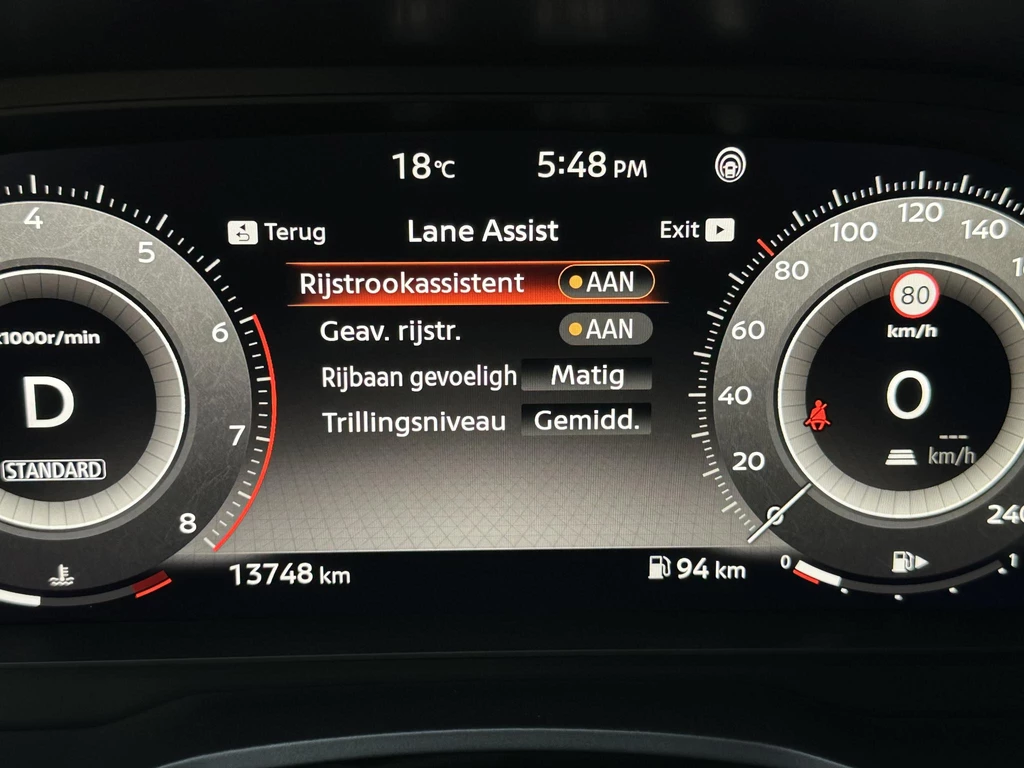 18°C 5:48 PM
Terug Lane Assist Exit
Rijstrookassistent AAN
Geav. rijstr. AAN
Rijbaan gevoeligh Matig
Trillingsniveau Gemidd.
4
5
6
7
8
x1000r/min
D
STANDARD
0
20
40
60
80
100
120
140
240
80
km/h
0
--- km/h
13748 km
94 km
0
1